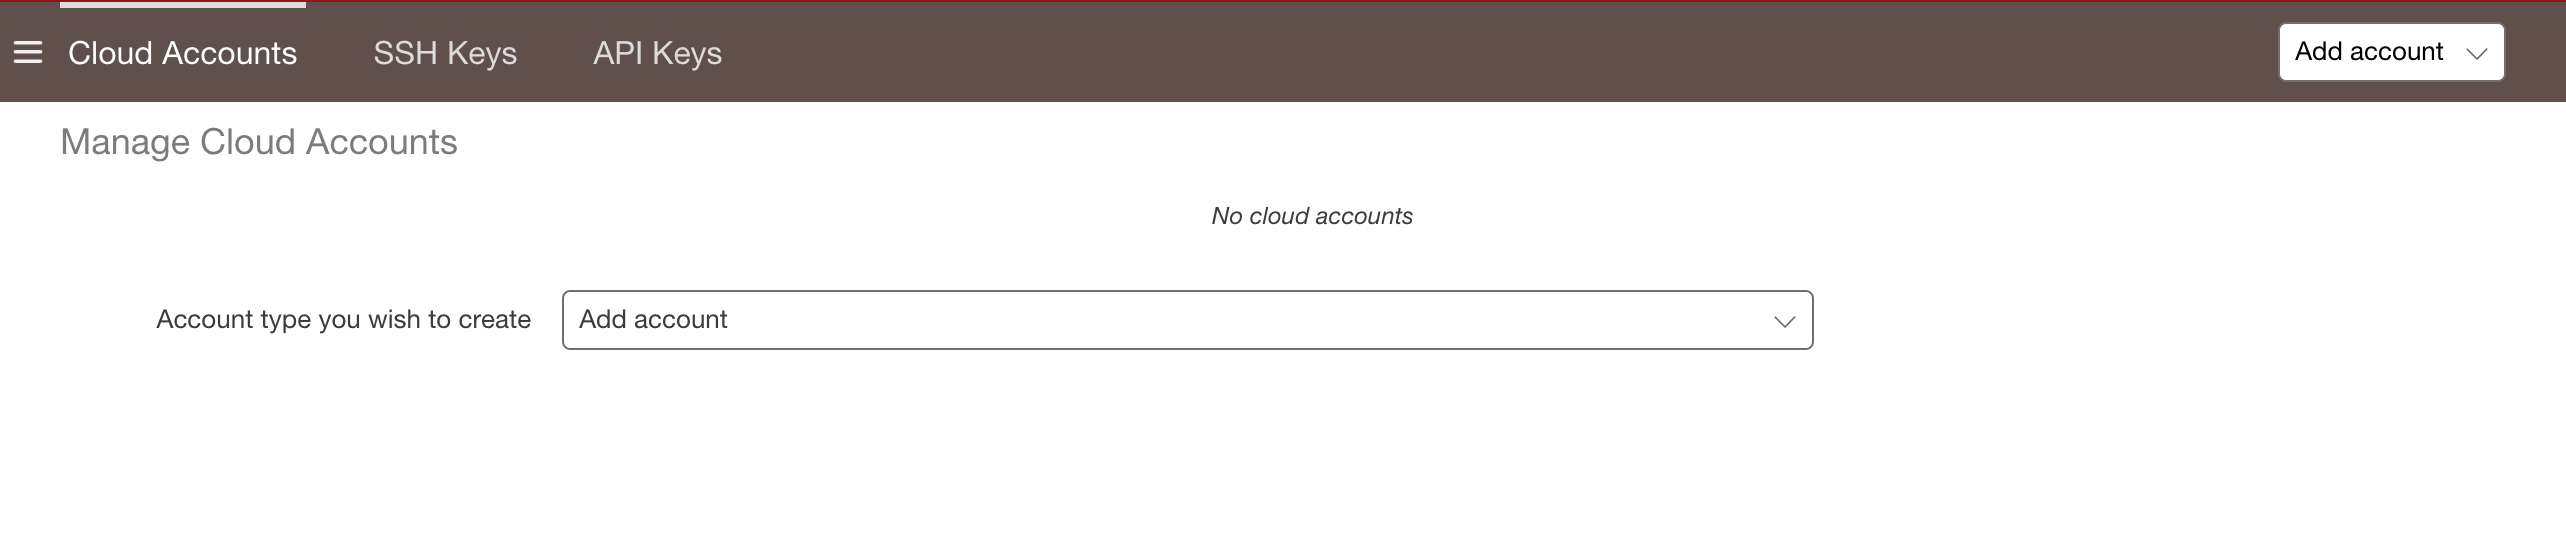 Cloud Accounts SSH Keys API Keys Add account
Manage Cloud Accounts
No cloud accounts
Account type you wish to create Add account